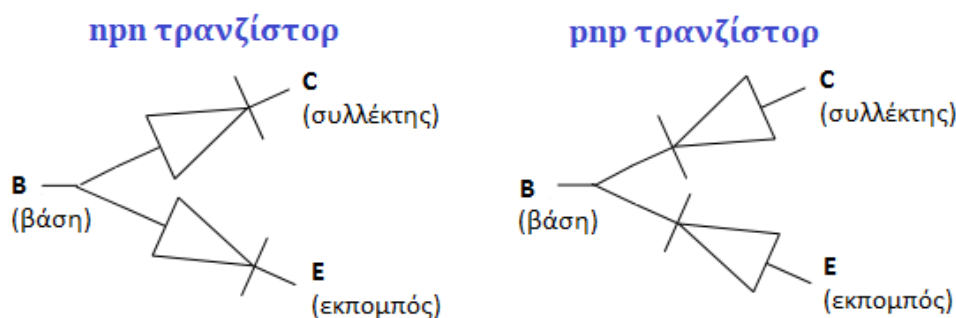 npn τρανζίστορ
C
(συλλέκτης)
B
(βάση)
E
(εκπομπός)
pnp τρανζίστορ
C
(συλλέκτης)
B
(βάση)
E
(εκπομπός)